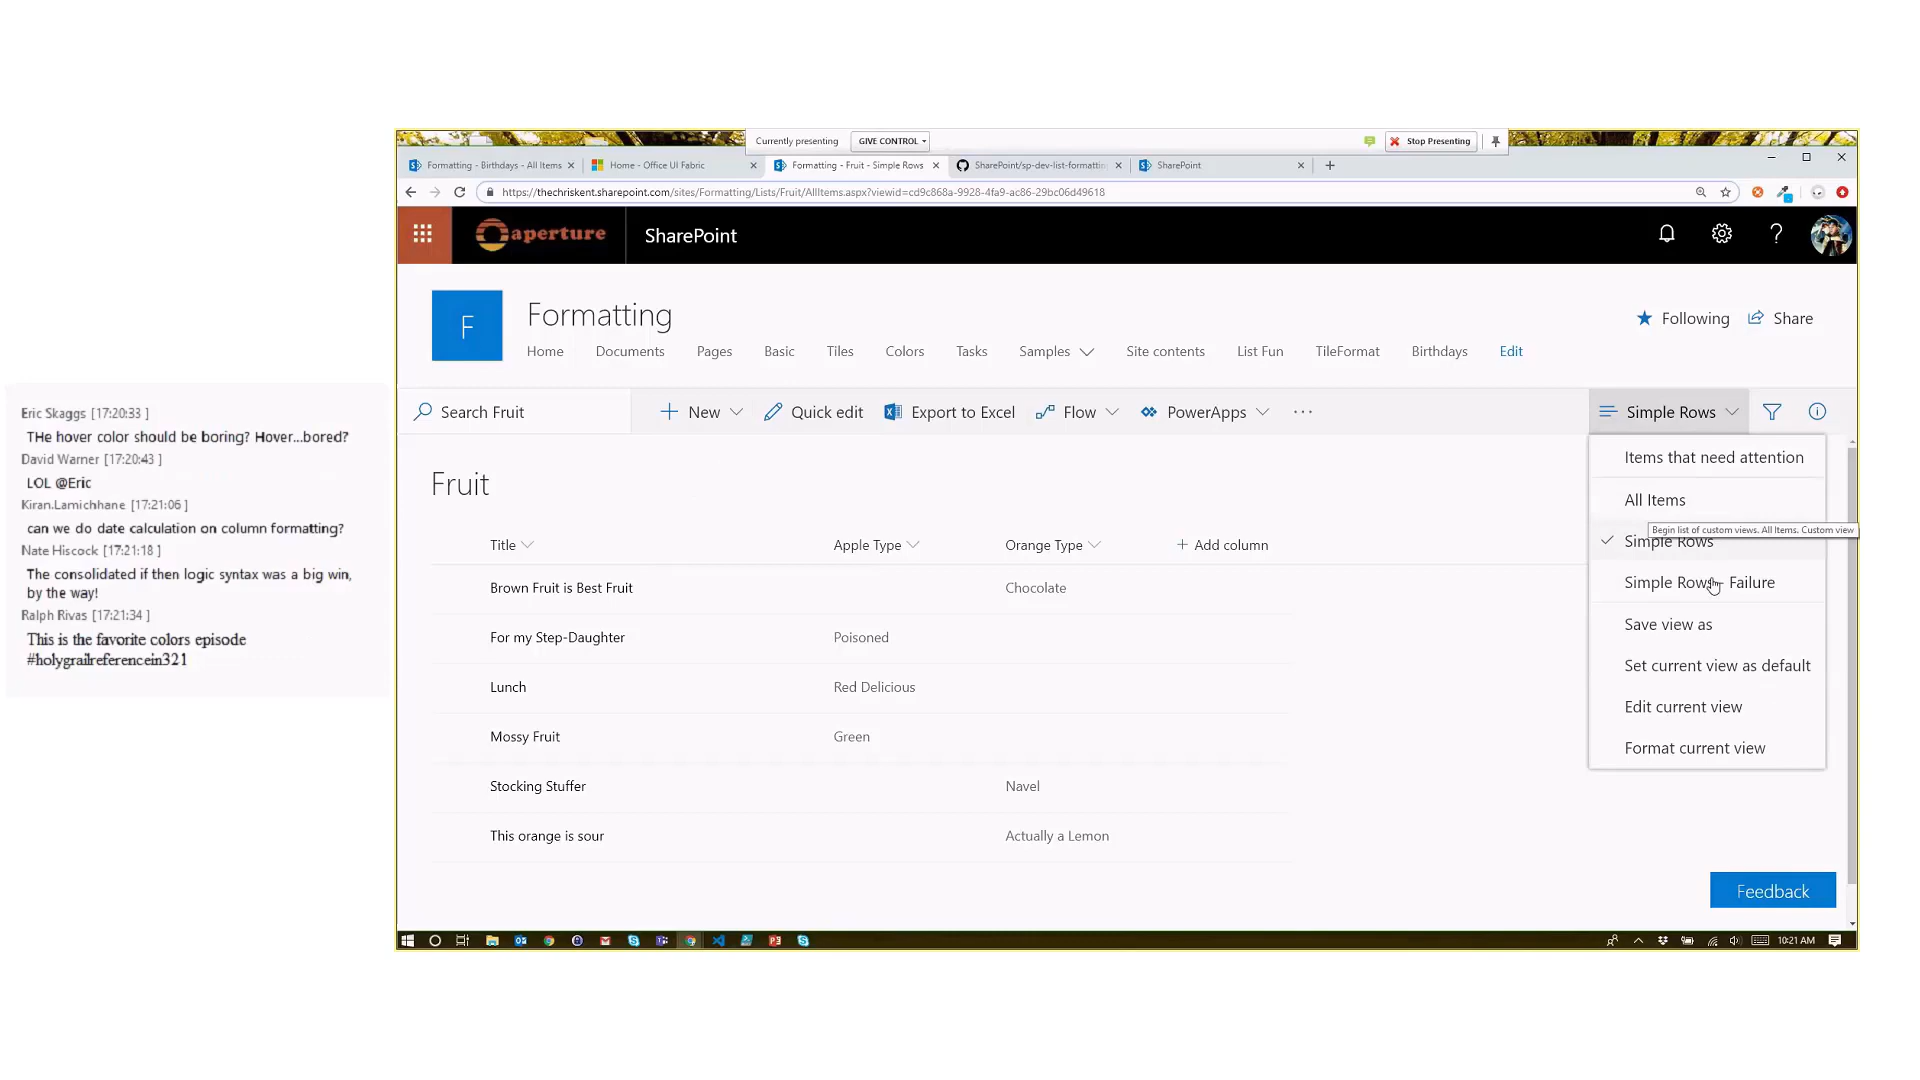 Currently presenting GIVE CONTROL Stop Presenting
Formatting - Birthdays - All Items Home - Office UI Fabric Formatting - Fruit - Simple Rows SharePoint/sp-dev-list-formatting SharePoint
https://thechriskent.sharepoint.com/sites/Formatting/Lists/Fruit/AllItems.aspx?viewid=cd9c868a-9928-4fa9-ac86-29bc06d49618
aperture SharePoint ?
F
Formatting
Following Share
Home Documents Pages Basic Tiles Colors Tasks Samples Site contents List Fun TileFormat Birthdays Edit
Search Fruit New Quick edit Export to Excel Flow PowerApps ... Simple Rows
Eric Skaggs [17:20:33 ]
THe hover color should be boring? Hover...bored?
David Warner [17:20:43 ]
LOL @Eric
Kiran.Lamichhane [17:21:06 ]
can we do date calculation on column formatting?
Nate Hiscock [17:21:18 ]
The consolidated if then logic syntax was a big win,
by the way!
Ralph Rivas [17:21:34 ]
This is the favorite colors episode
#holygrailreferencein321
Fruit
Title Apple Type Orange Type + Add column
Brown Fruit is Best Fruit Chocolate
For my Step-Daughter Poisoned
Lunch Red Delicious
Mossy Fruit Green
Stocking Stuffer Navel
This orange is sour Actually a Lemon
Items that need attention
All Items
Begin list of custom views. All Items. Custom view
Simple Rows
Simple Rows - Failure
Save view as
Set current view as default
Edit current view
Format current view
Feedback
10:21 AM